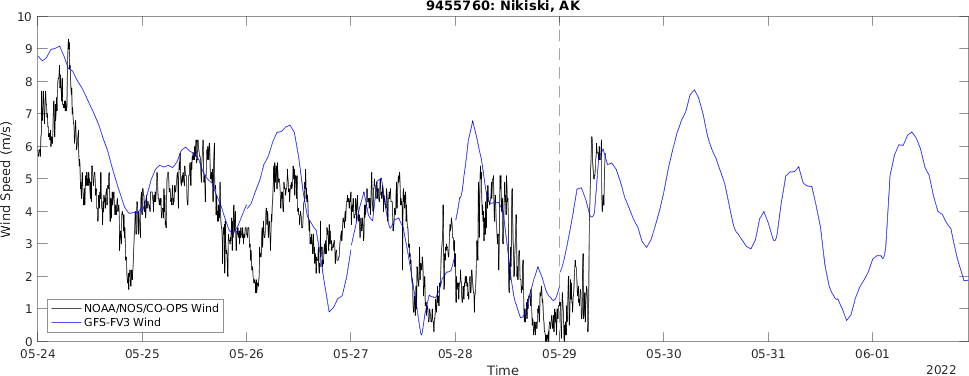 9455760: Nikiski, AK
10
9
8
7
6
5
4
3
2
1
0
Wind Speed (m/s)
NOAA/NOS/CO-OPS Wind
GFS-FV3 Wind
05-24 05-25 05-26 05-27 05-28 05-29 05-30 05-31 06-01
Time
2022